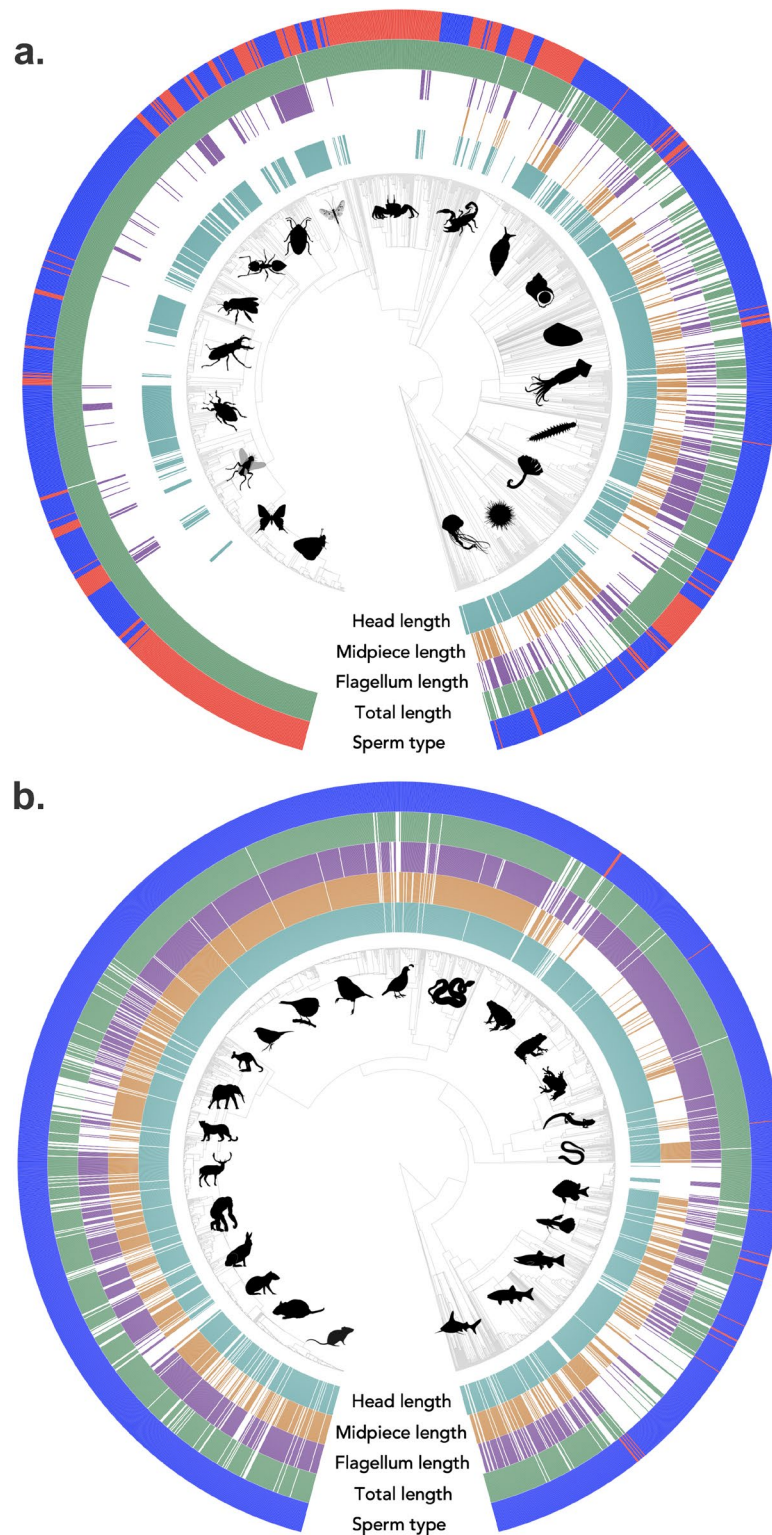 a.
Head length
Midpiece length
Flagellum length
Total length
Sperm type
b.
Head length
Midpiece length
Flagellum length
Total length
Sperm type